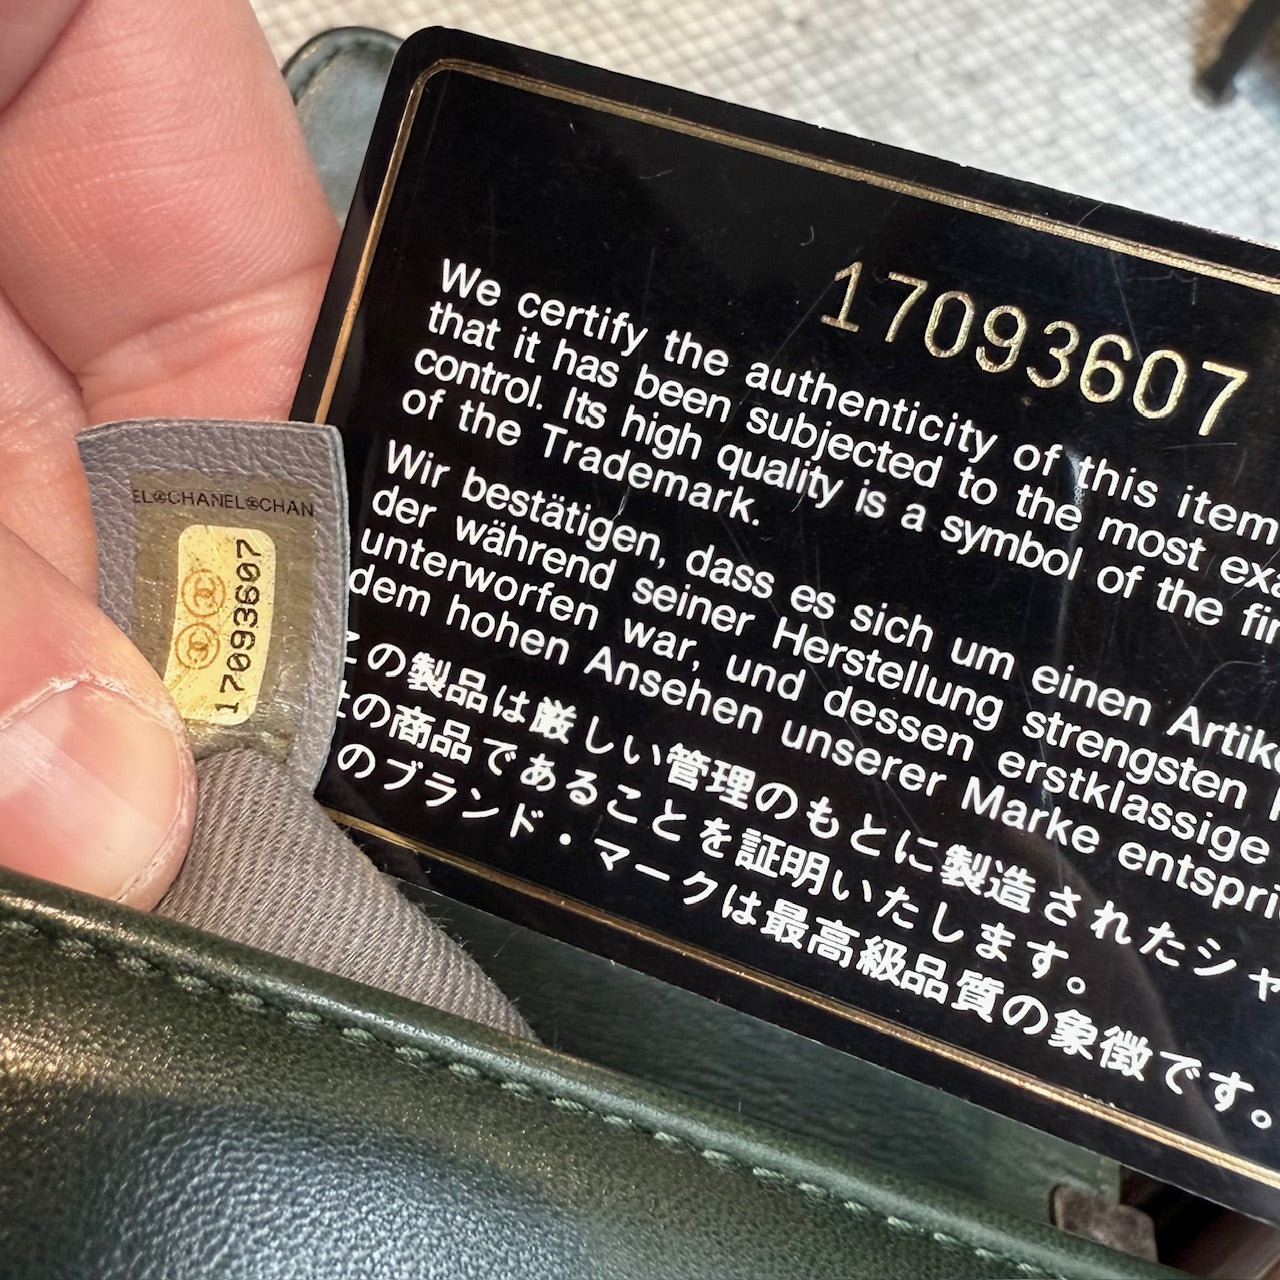 17093607
We certify the authenticity of this item
that it has been subjected to the most exa
control. Its high quality is a symbol of the fir
of the Trademark.
Wir bestätigen, dass es sich um einen Artike
der während seiner Herstellung strengsten
unterworfen war, und dessen erstklassige
dem hohen Ansehen unserer Marke entspri
この製品は厳しい管理のもとに製造されたシャ
社の商品であることを証明いたします。
のブランド・マークは最高級品質の象徴です。
EL CHANEL CHAN
17093607